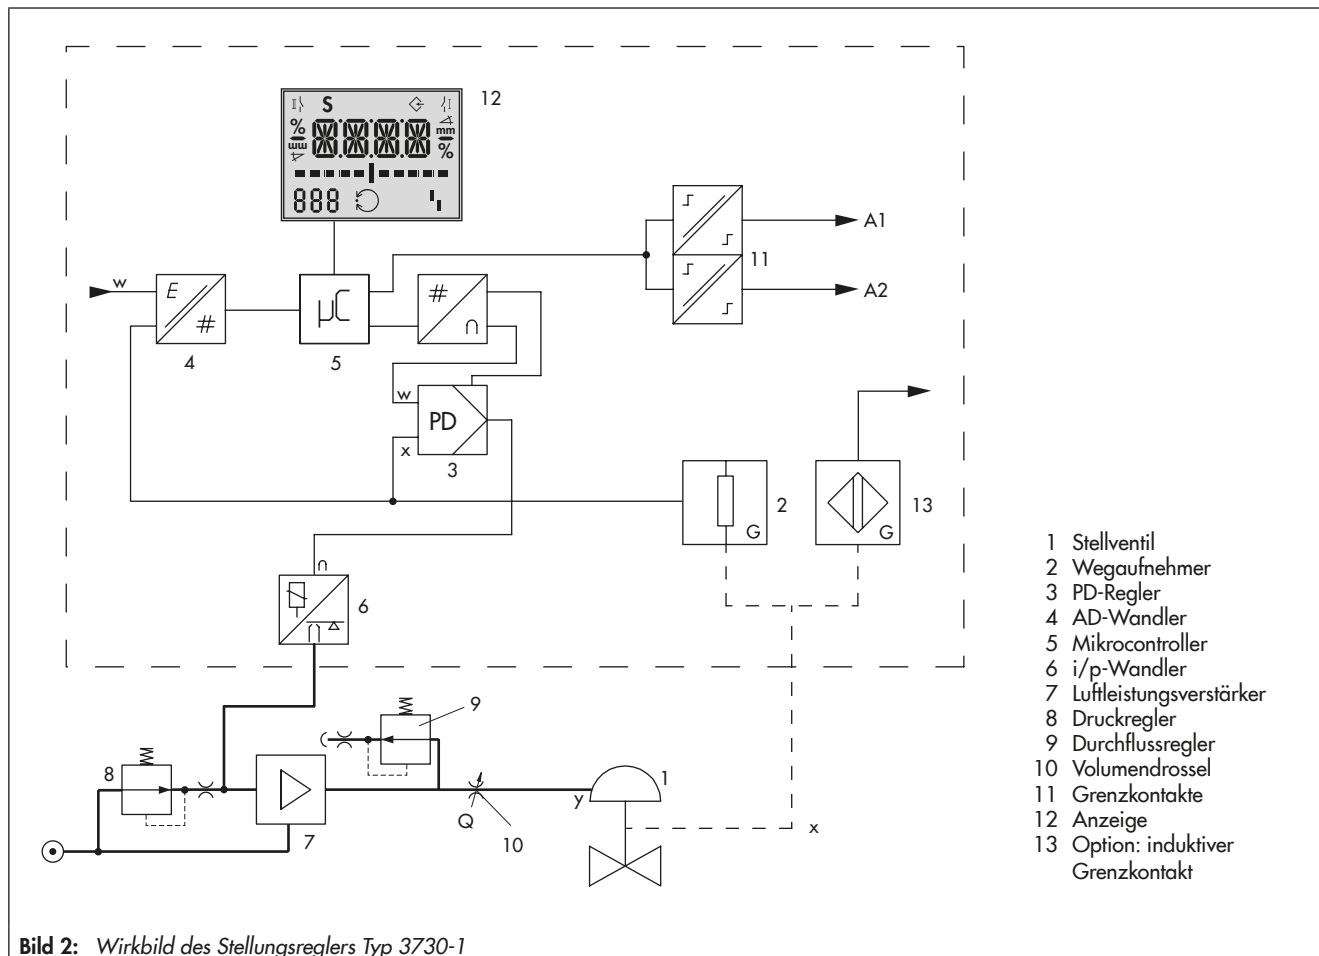 S
12
%
mm
mm
%
888
A1
11
A2
w
E
#
4
µC
5
#
∩
w
PD
x
3
2
G
13
G
∩
6
9
8
7
Q
10
y
1
x
1 Stellventil
2 Wegaufnehmer
3 PD-Regler
4 AD-Wandler
5 Mikrocontroller
6 i/p-Wandler
7 Luftleistungsverstärker
8 Druckregler
9 Durchflussregler
10 Volumendrossel
11 Grenzkontakte
12 Anzeige
13 Option: induktiver
Grenzkontakt
Bild 2: Wirkbild des Stellungsreglers Typ 3730-1